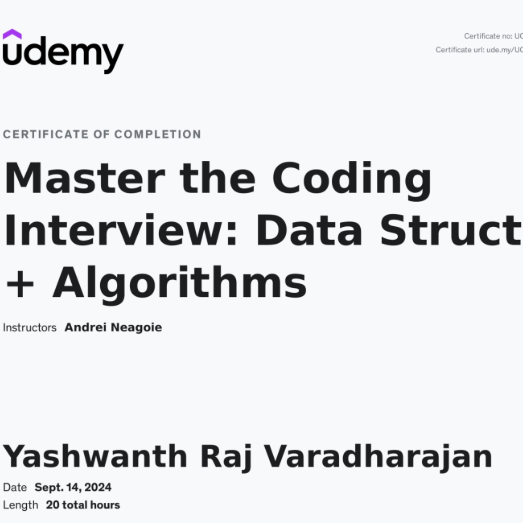 udemy
Certificate no: UC
Certificate url: ude.my/UC
CERTIFICATE OF COMPLETION
Master the Coding
Interview: Data Struct
+ Algorithms
Instructors Andrei Neagoie
Yashwanth Raj Varadharajan
Date Sept. 14, 2024
Length 20 total hours